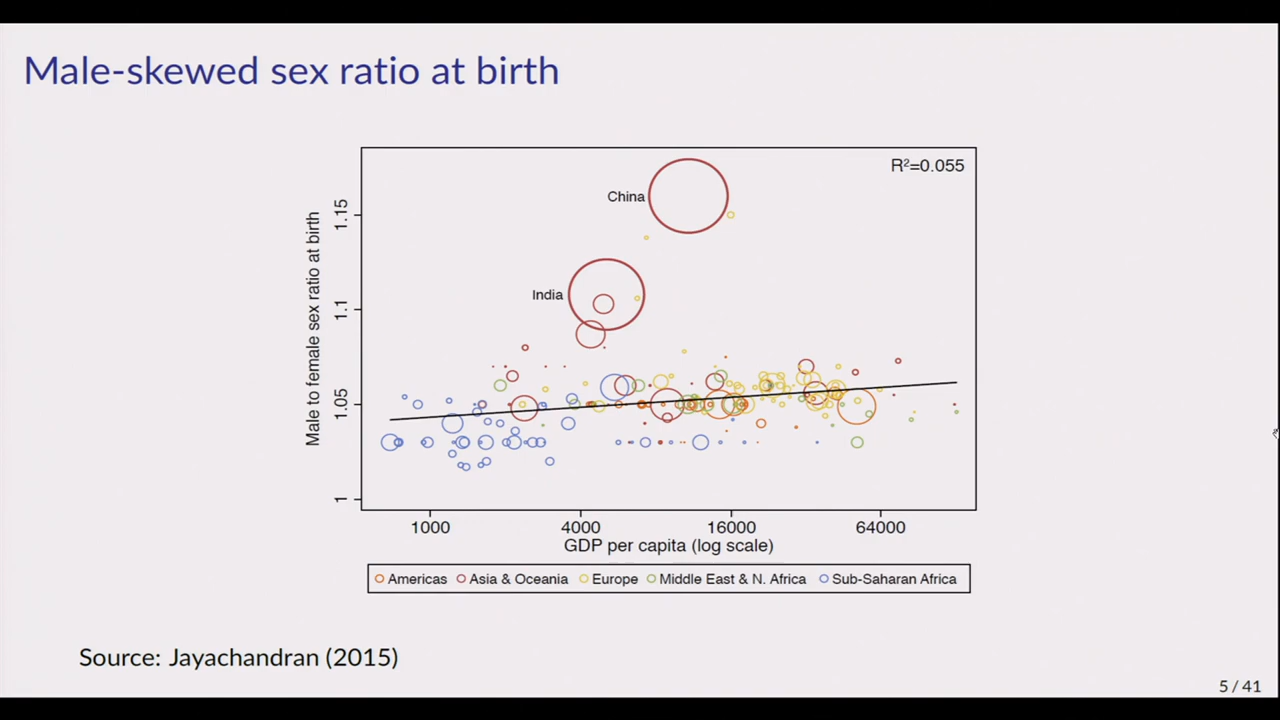 Male-skewed sex ratio at birth
R²=0.055
China
India
Male to female sex ratio at birth
1.15
1.1
1.05
1
1000 4000 16000 64000
GDP per capita (log scale)
Americas Asia & Oceania Europe Middle East & N. Africa Sub-Saharan Africa
Source: Jayachandran (2015)
5 / 41